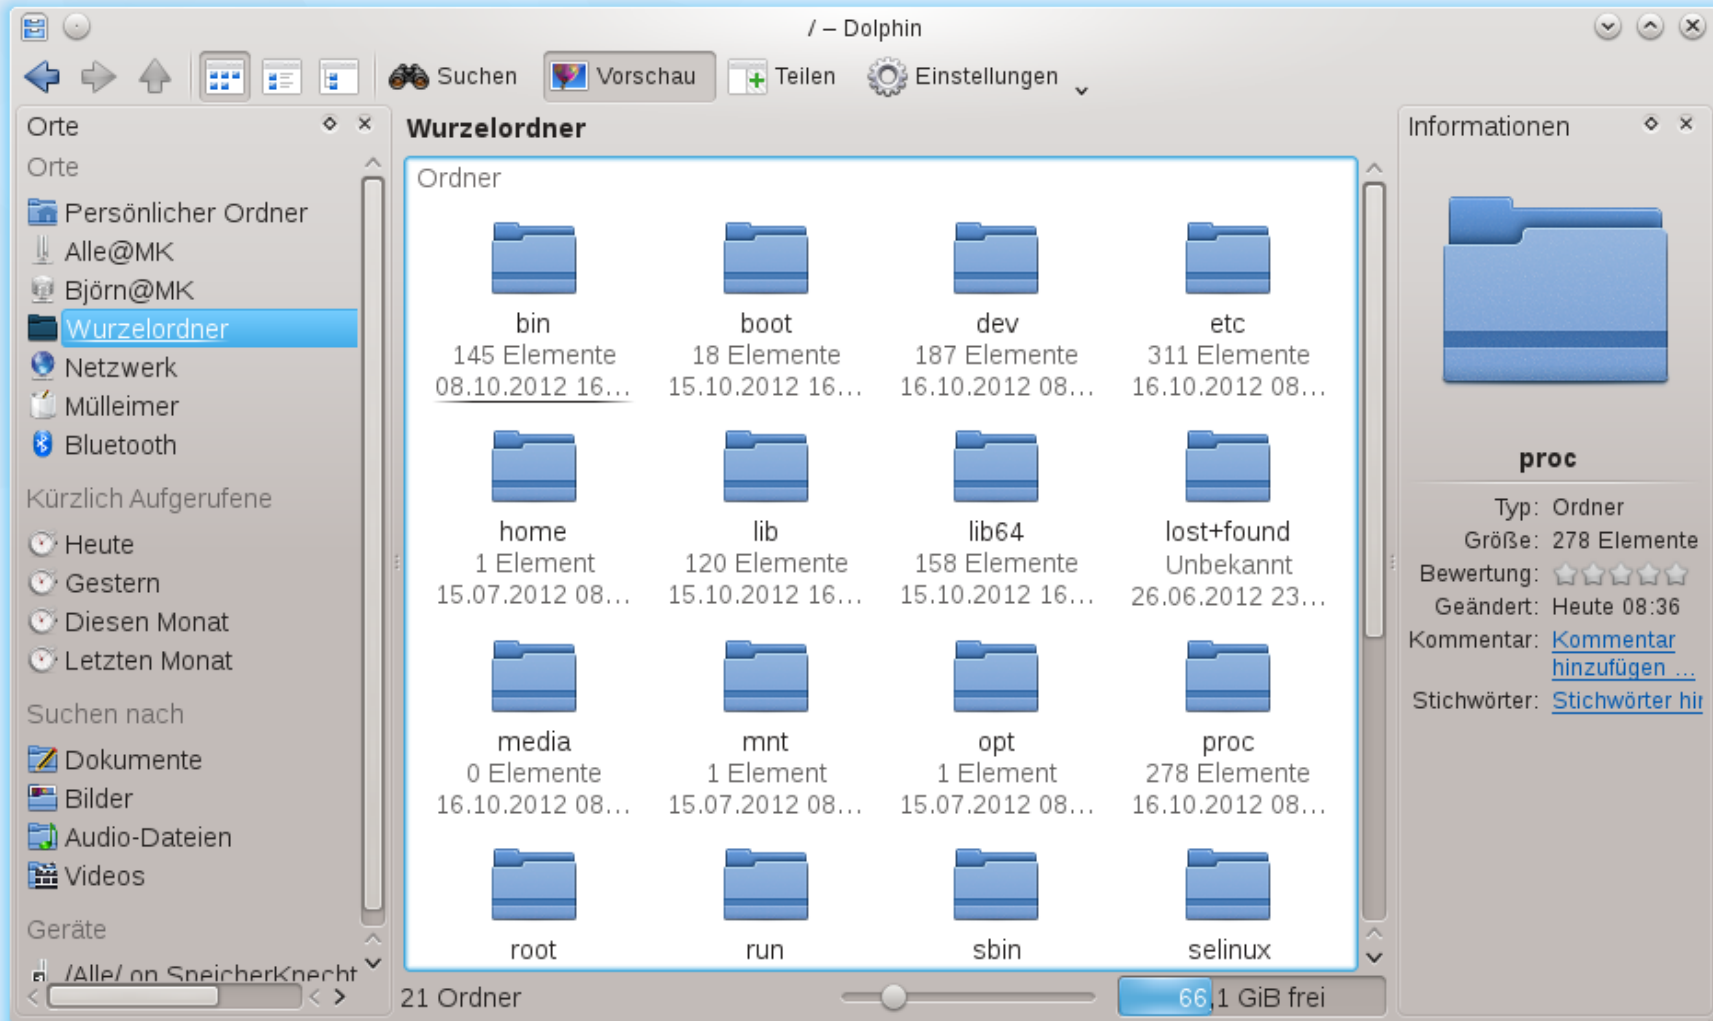 / – Dolphin
Suchen
Vorschau
Teilen
Einstellungen
Orte
Orte
Persönlicher Ordner
Alle@MK
Björn@MK
Wurzelordner
Netzwerk
Mülleimer
Bluetooth
Kürzlich Aufgerufene
Heute
Gestern
Diesen Monat
Letzten Monat
Suchen nach
Dokumente
Bilder
Audio-Dateien
Videos
Geräte
/Alle/ on SpeicherKnecht
Wurzelordner
Ordner
bin
145 Elemente
08.10.2012 16...
boot
18 Elemente
15.10.2012 16...
dev
187 Elemente
16.10.2012 08...
etc
311 Elemente
16.10.2012 08...
home
1 Element
15.07.2012 08...
lib
120 Elemente
15.10.2012 16...
lib64
158 Elemente
15.10.2012 16...
lost+found
Unbekannt
26.06.2012 23...
media
0 Elemente
16.10.2012 08...
mnt
1 Element
15.07.2012 08...
opt
1 Element
15.07.2012 08...
proc
278 Elemente
16.10.2012 08...
root
run
sbin
selinux
21 Ordner
66,1 GiB frei
Informationen
proc
Typ: Ordner
Größe: 278 Elemente
Bewertung:
Geändert: Heute 08:36
Kommentar: Kommentar
hinzufügen ...
Stichwörter: Stichwörter hin